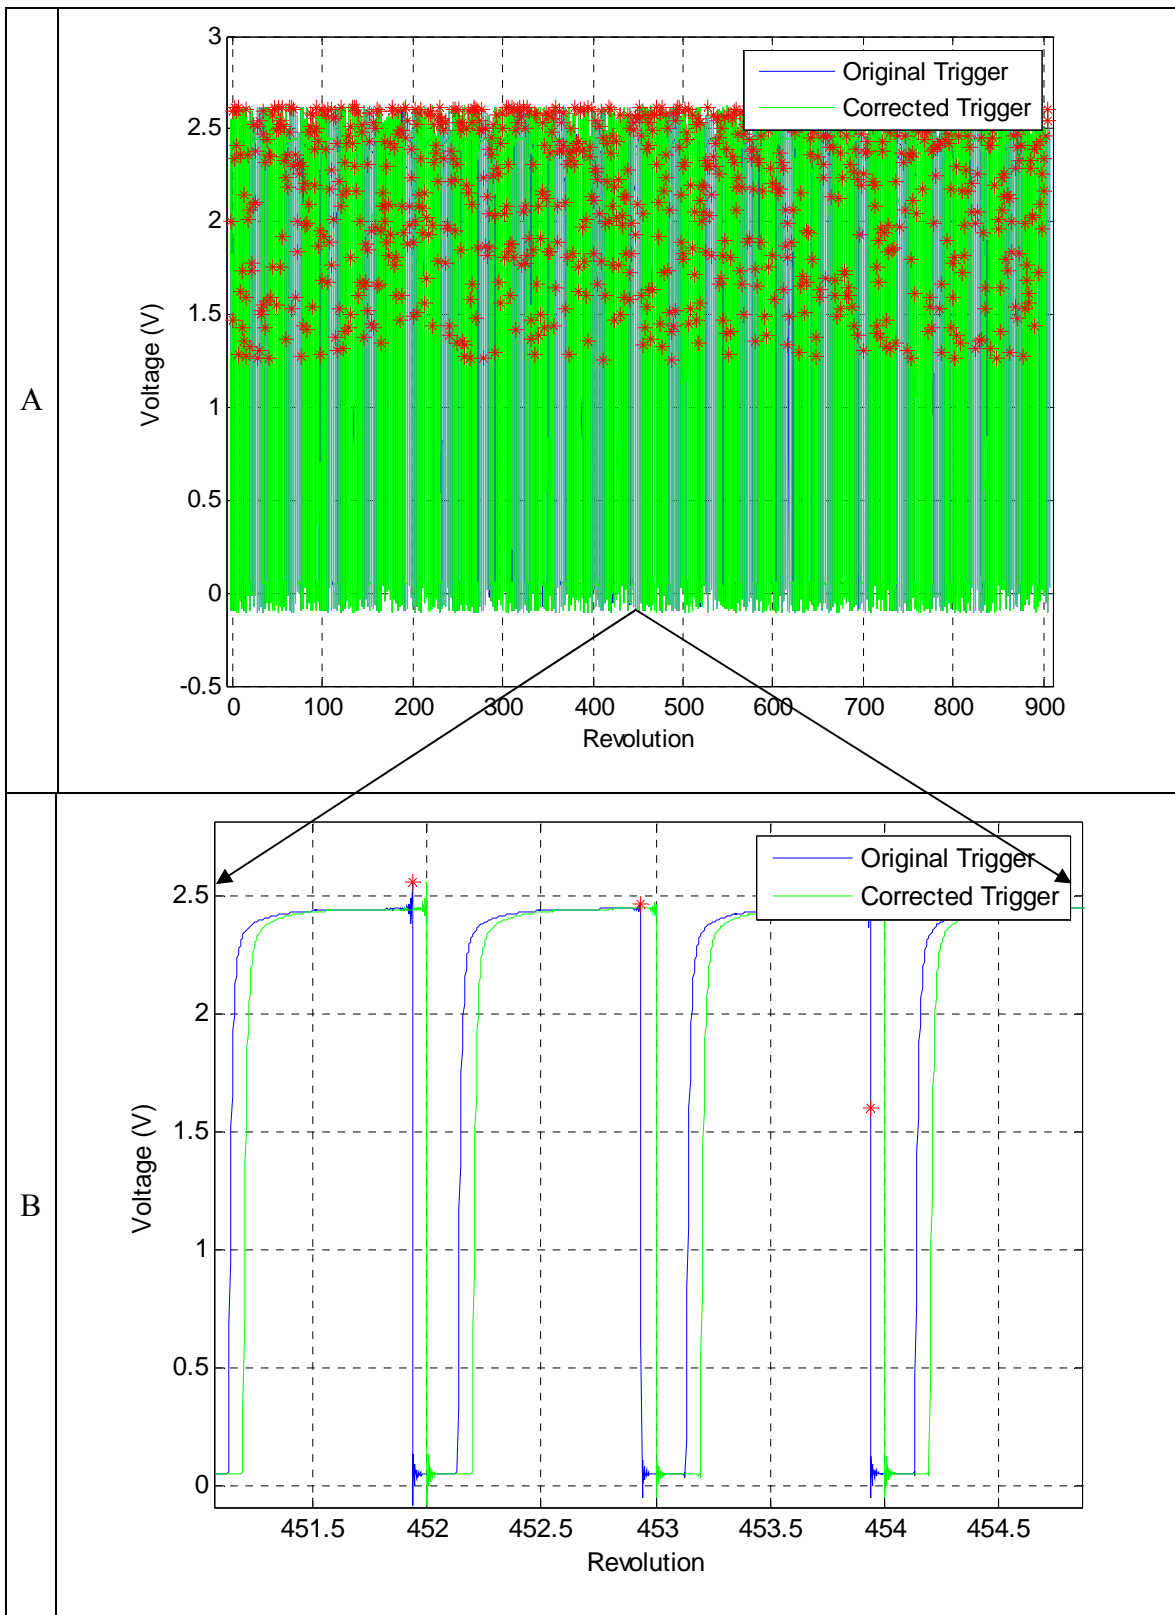 A
3
2.5
2
1.5
1
0.5
0
-0.5
Voltage (V)
Original Trigger
Corrected Trigger
0 100 200 300 400 500 600 700 800 900
Revolution
B
2.5
2
1.5
1
0.5
0
Voltage (V)
Original Trigger
Corrected Trigger
451.5 452 452.5 453 453.5 454 454.5
Revolution